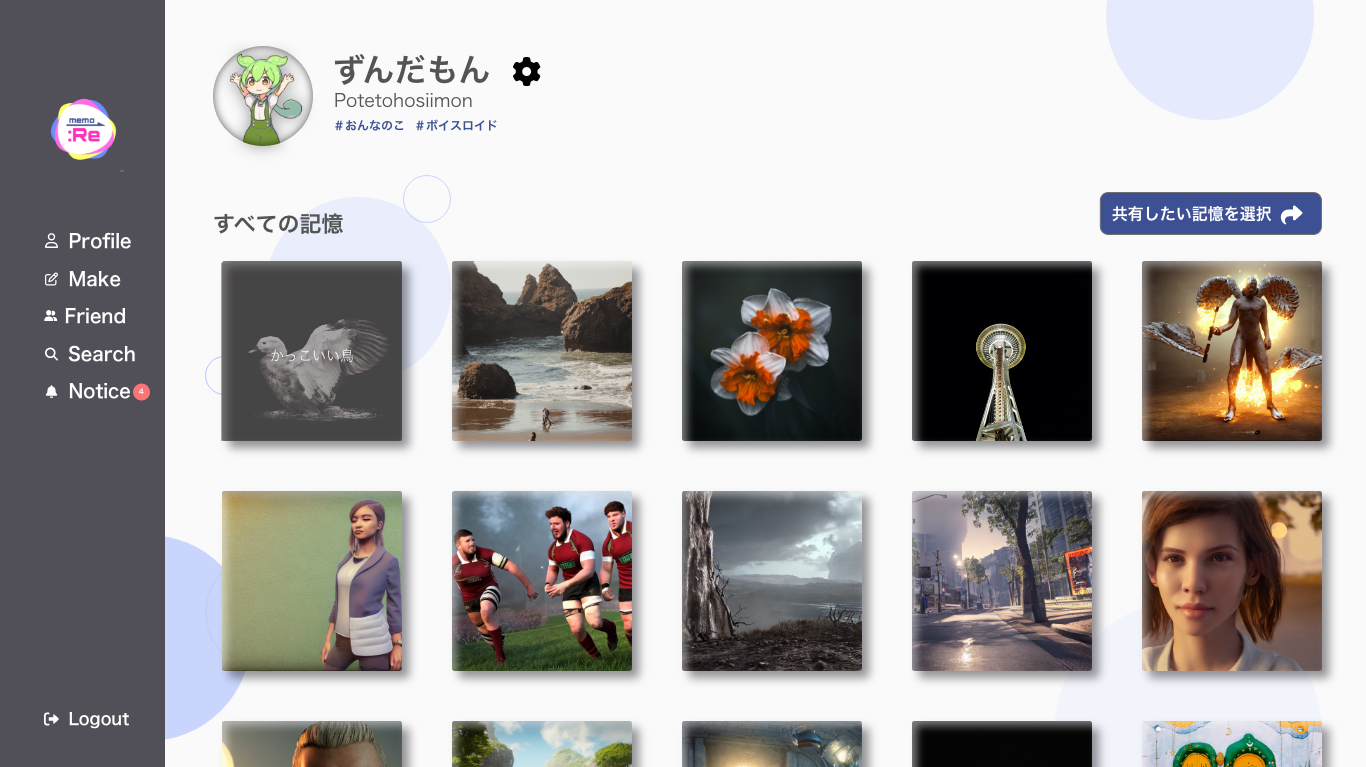 memo
:Re
Profile
Make
Friend
Search
Notice 4
Logout
ずんだもん
Potetohosiimon
#おんなのこ #ボイスロイド
すべての記憶
共有したい記憶を選択
かっこいい鳥